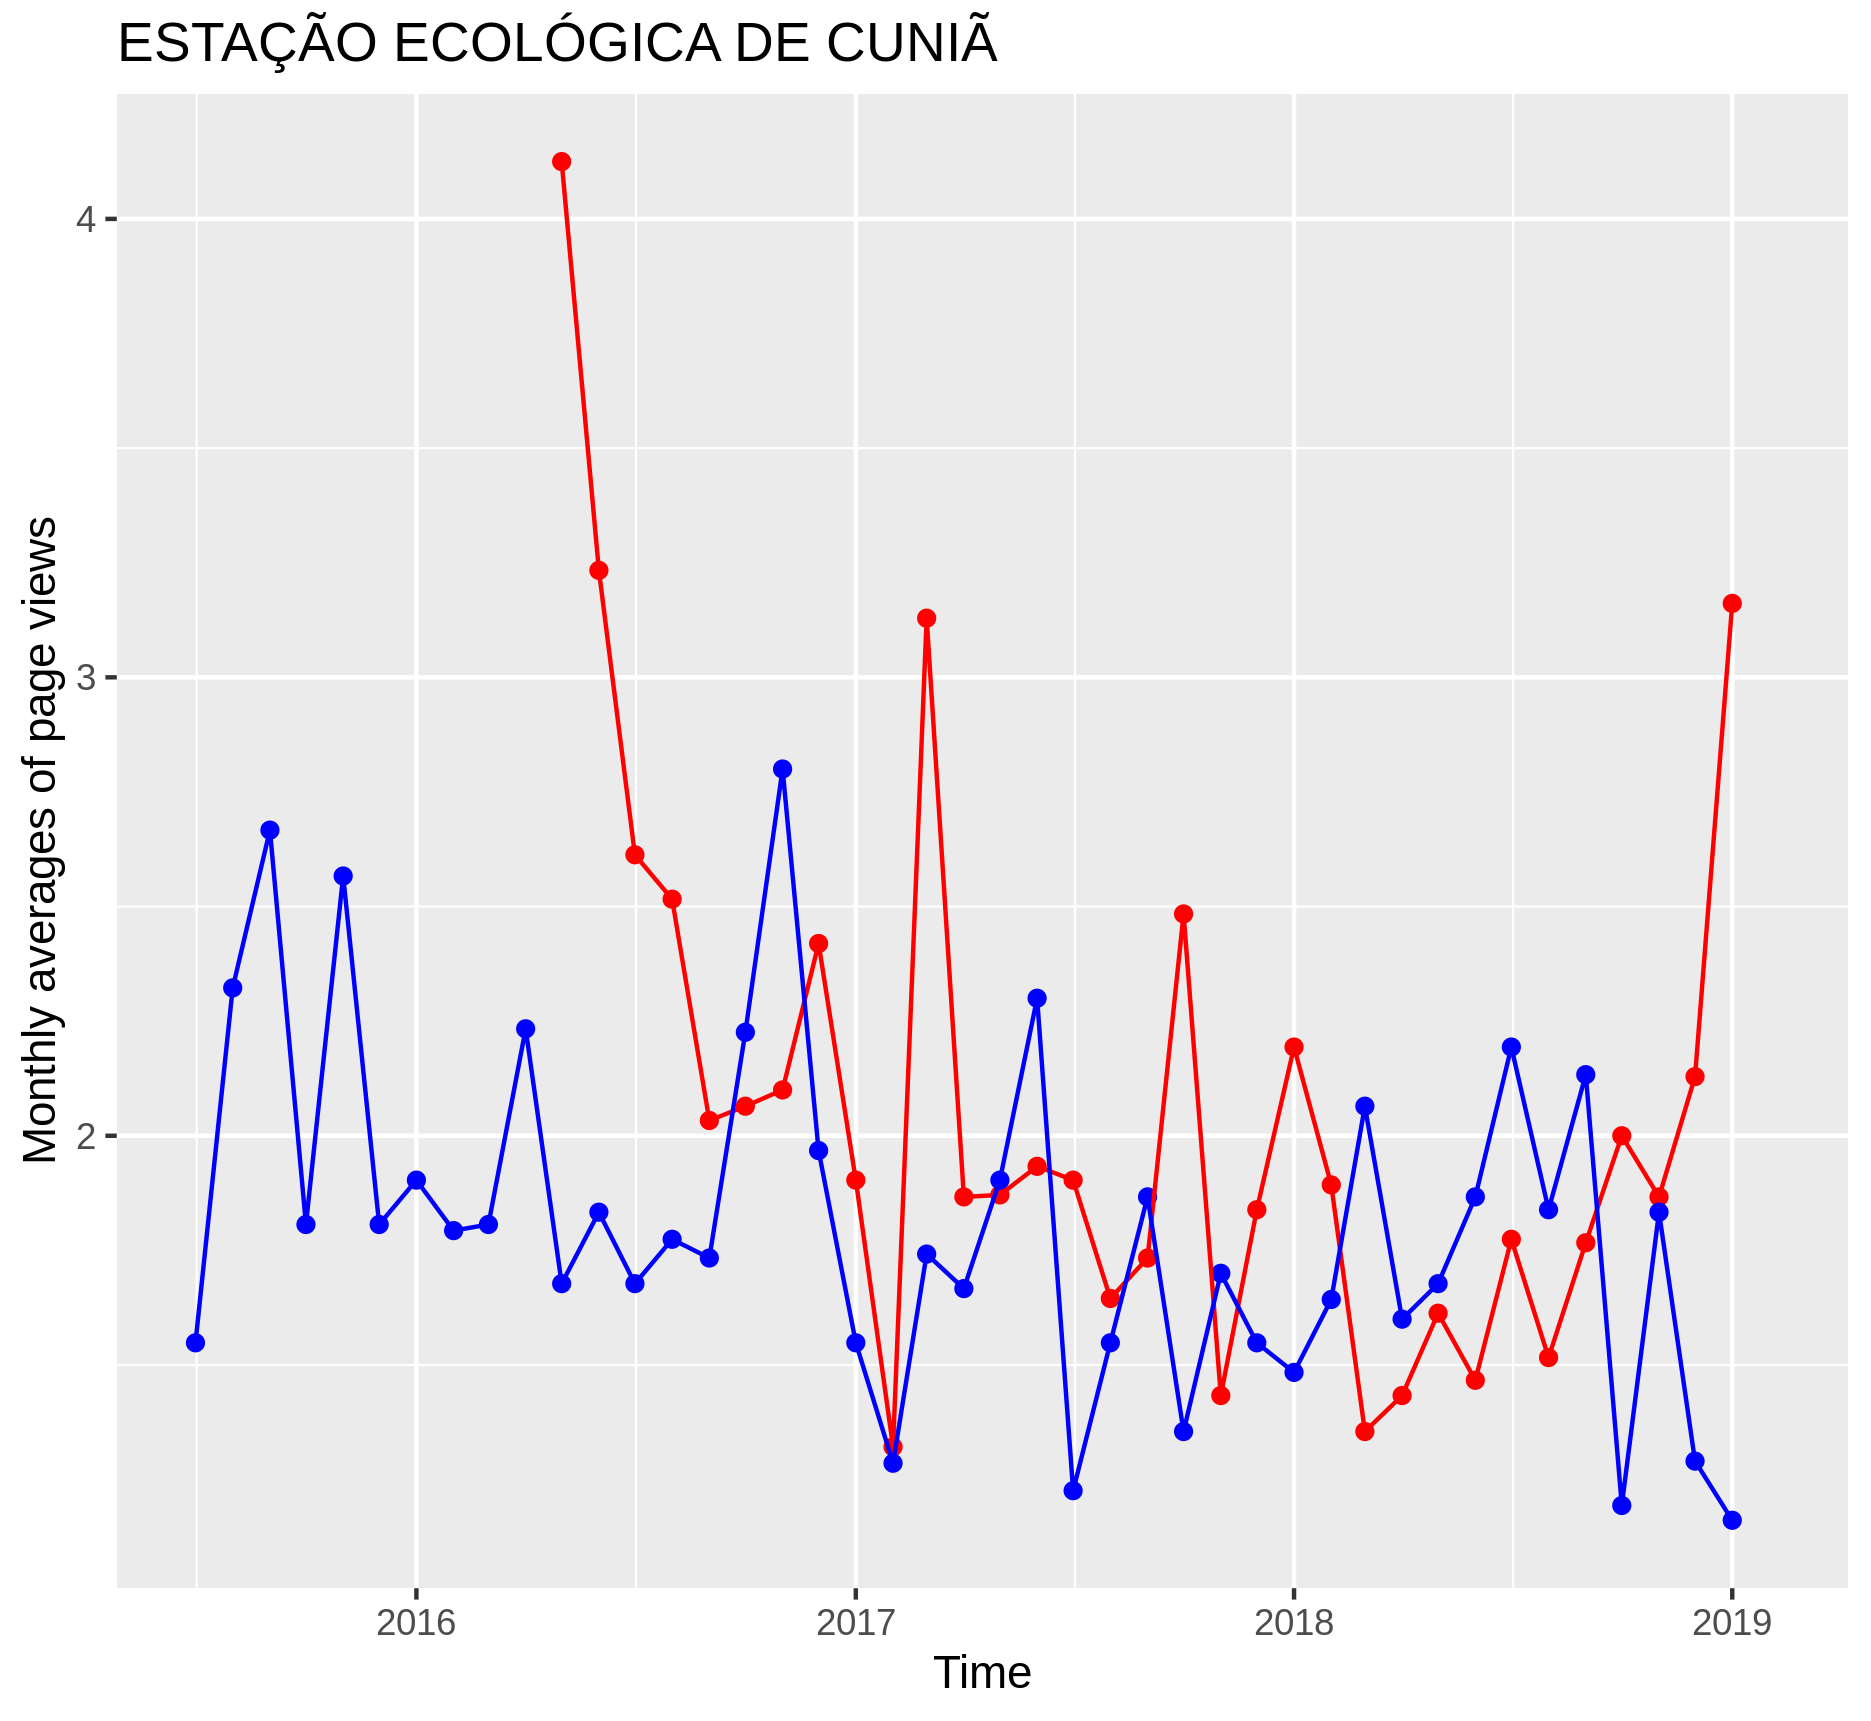 ESTAÇÃO ECOLÓGICA DE CUNIÃ
Monthly averages of page views
4
3
2
2016
2017
2018
2019
Time